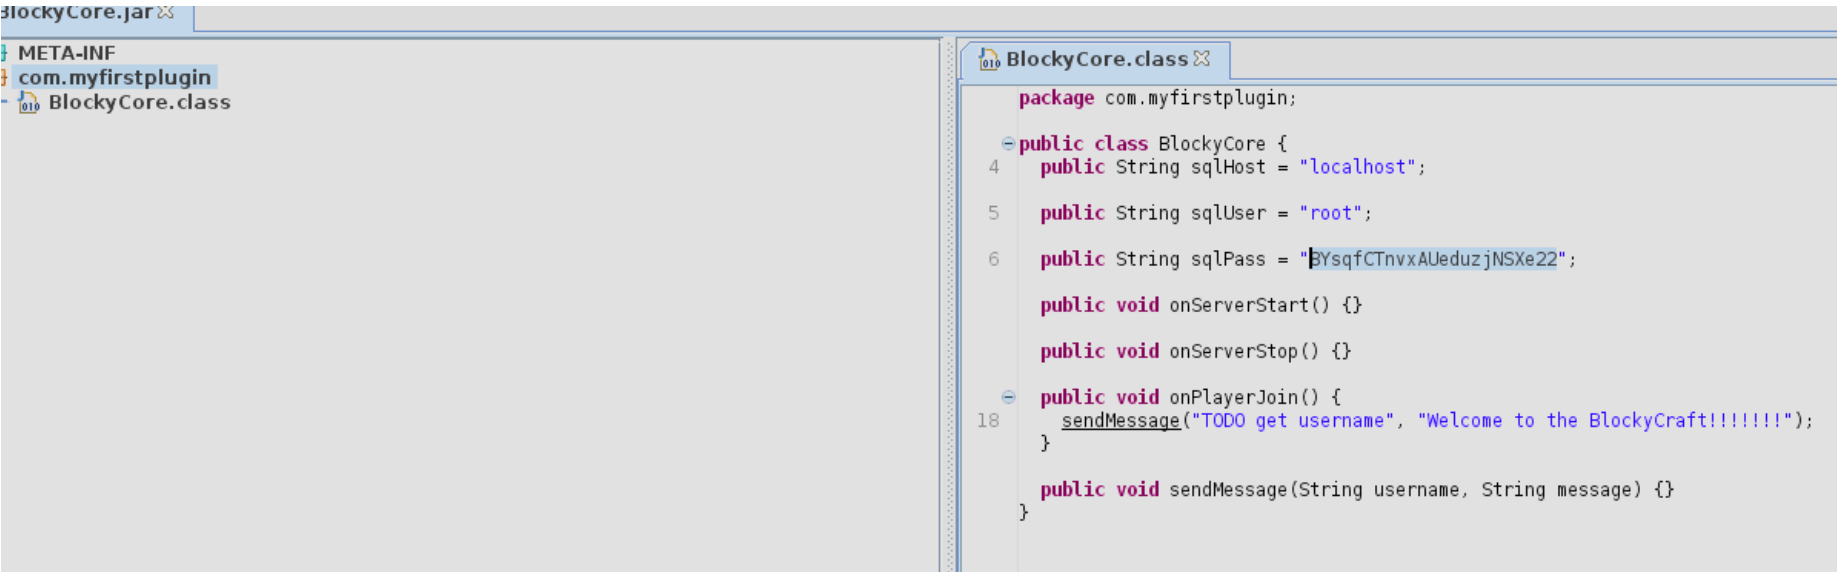 BlockyCore.jar
META-INF
com.myfirstplugin
BlockyCore.class
BlockyCore.class
package com.myfirstplugin;
public class BlockyCore {
4 public String sqlHost = "localhost";
5 public String sqlUser = "root";
6 public String sqlPass = "8YsqfCTnvxAUeduzjNSXe22";
public void onServerStart() {}
public void onServerStop() {}
public void onPlayerJoin() {
18 sendMessage("TODO get username", "Welcome to the BlockyCraft!!!!!!!");
}
public void sendMessage(String username, String message) {}
}